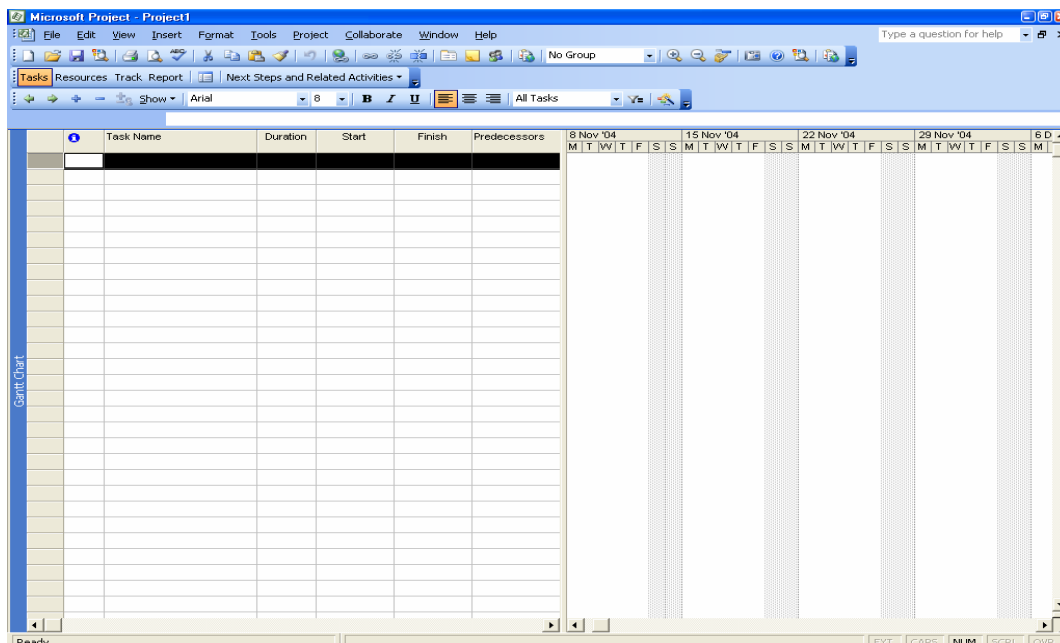 Microsoft Project - Project1
File Edit View Insert Format Tools Project Collaborate Window Help Type a question for help
No Group
Tasks Resources Track Report Next Steps and Related Activities
Show Arial 8 B I U All Tasks Y=
Task Name Duration Start Finish Predecessors 8 Nov '04 15 Nov '04 22 Nov '04 29 Nov '04 6 D
M T W T F S S M T W T F S S M T W T F S S M T W T F S S M
Gantt Chart
Ready EXT CAPS NUM SCRL OVR